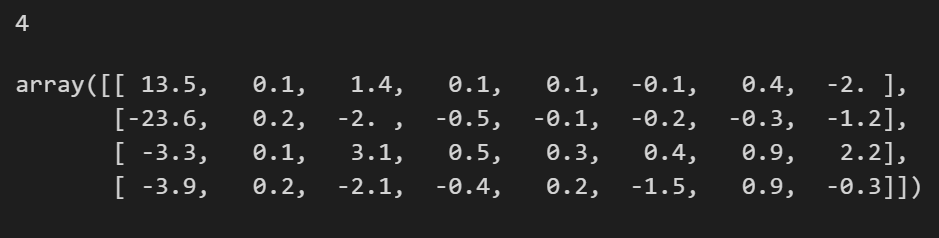 4
array([[ 13.5,   0.1,   1.4,   0.1,   0.1,  -0.1,   0.4,  -2. ],
       [-23.6,   0.2,  -2. ,  -0.5,  -0.1,  -0.2,  -0.3,  -1.2],
       [ -3.3,   0.1,   3.1,   0.5,   0.3,   0.4,   0.9,   2.2],
       [ -3.9,   0.2,  -2.1,  -0.4,   0.2,  -1.5,   0.9,  -0.3]])